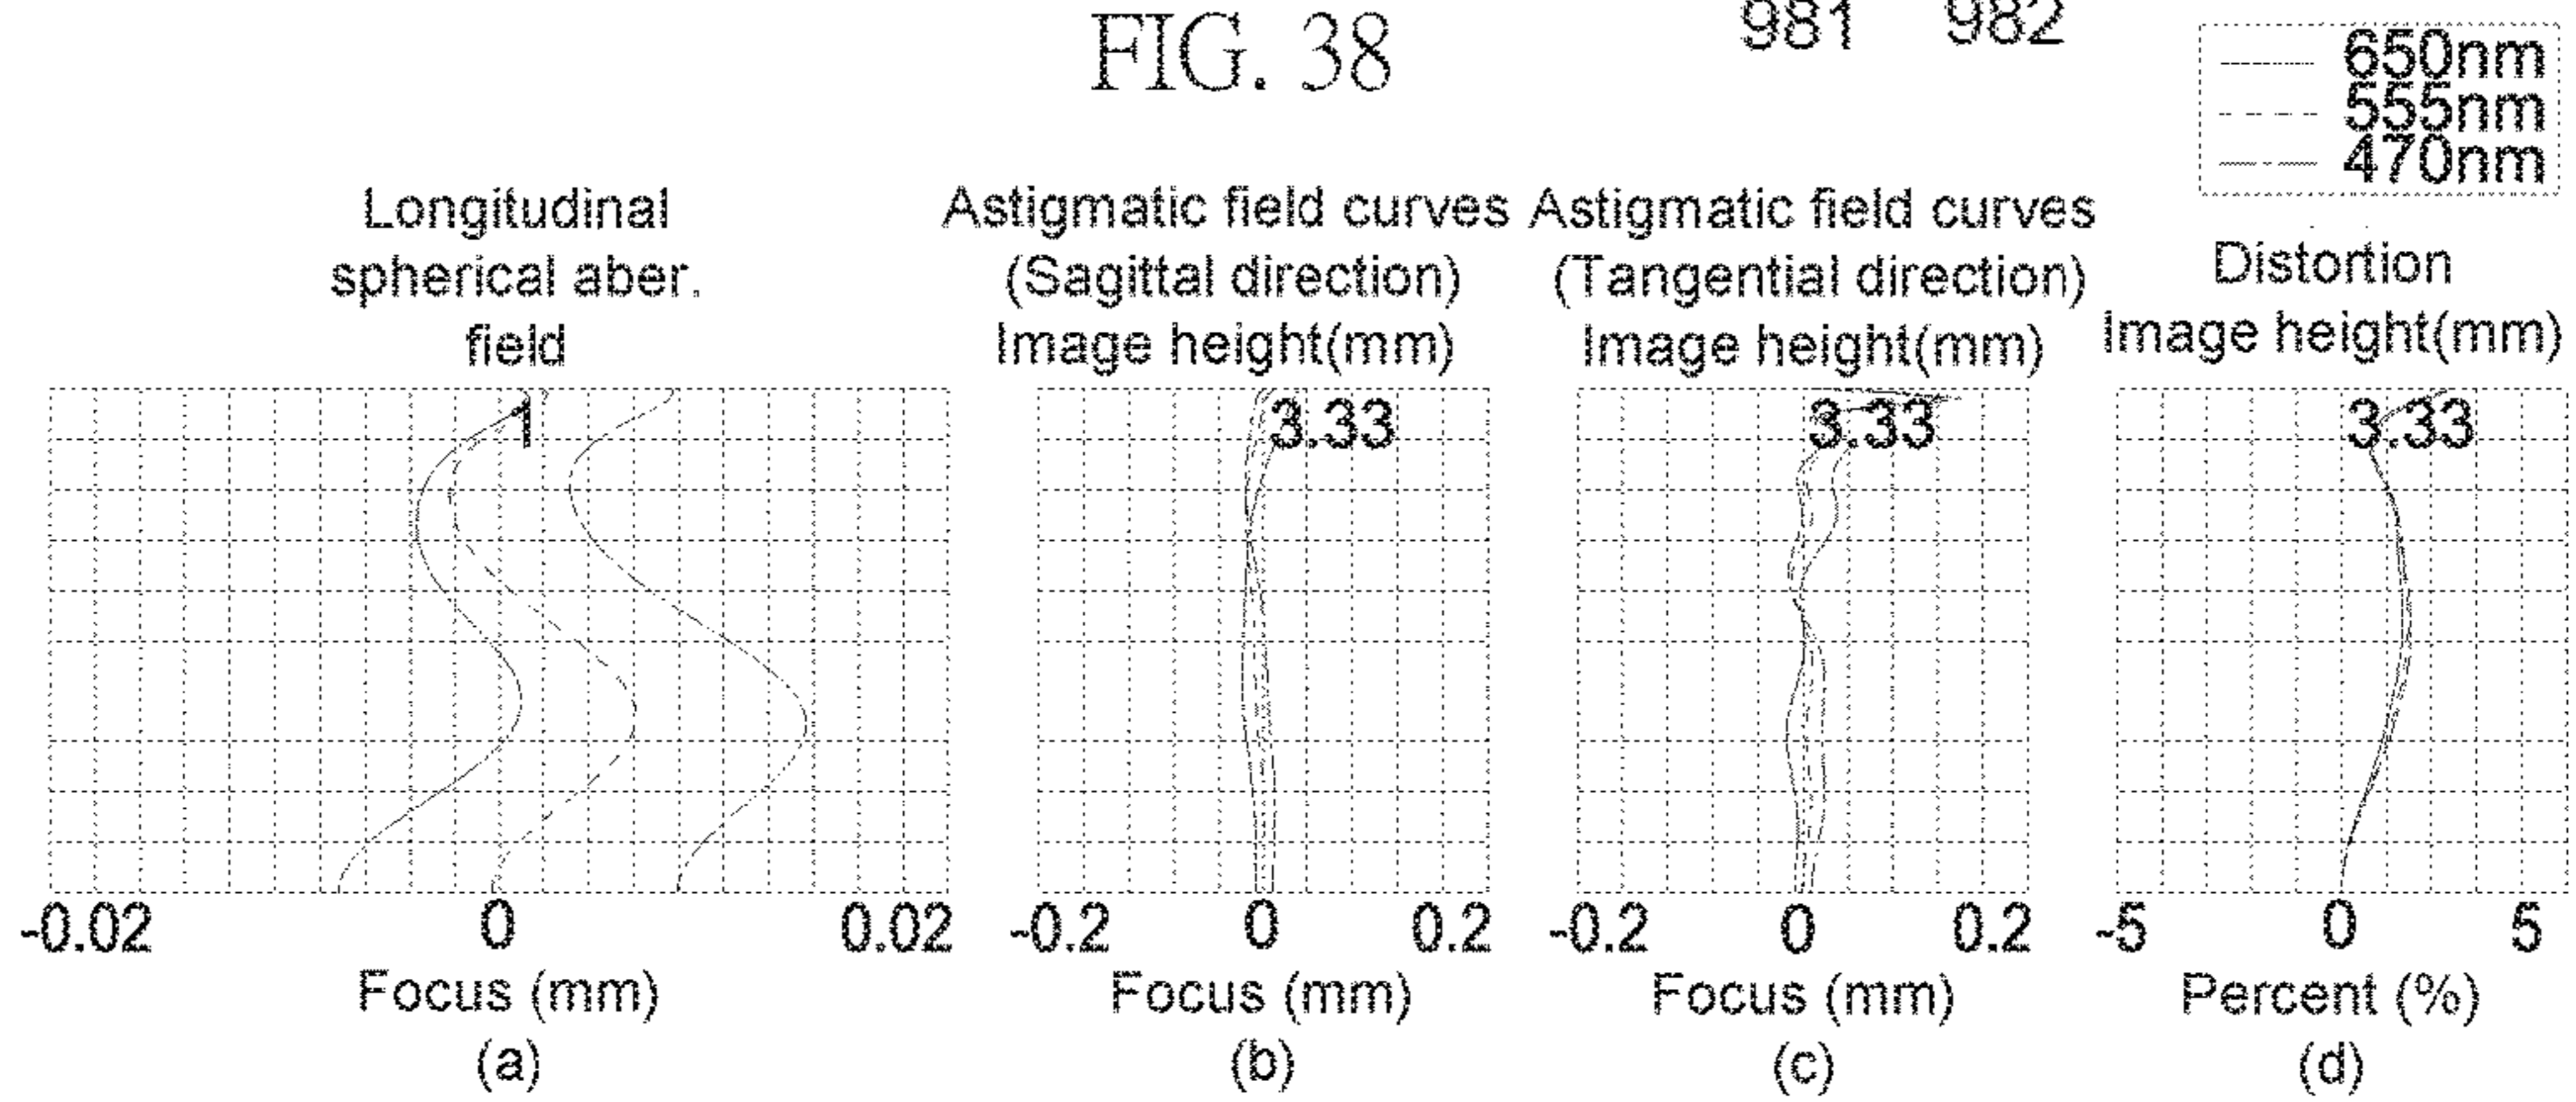 FIG. 38
981 982
650nm
555nm
470nm
Longitudinal
spherical aber.
field
1
-0.02 0 0.02
Focus (mm)
(a)
Astigmatic field curves
(Sagittal direction)
Image height(mm)
3.33
-0.2 0 0.2
Focus (mm)
(b)
Astigmatic field curves
(Tangential direction)
Image height(mm)
3.33
-0.2 0 0.2
Focus (mm)
(c)
Distortion
Image height(mm)
3.33
-5 0 5
Percent (%)
(d)